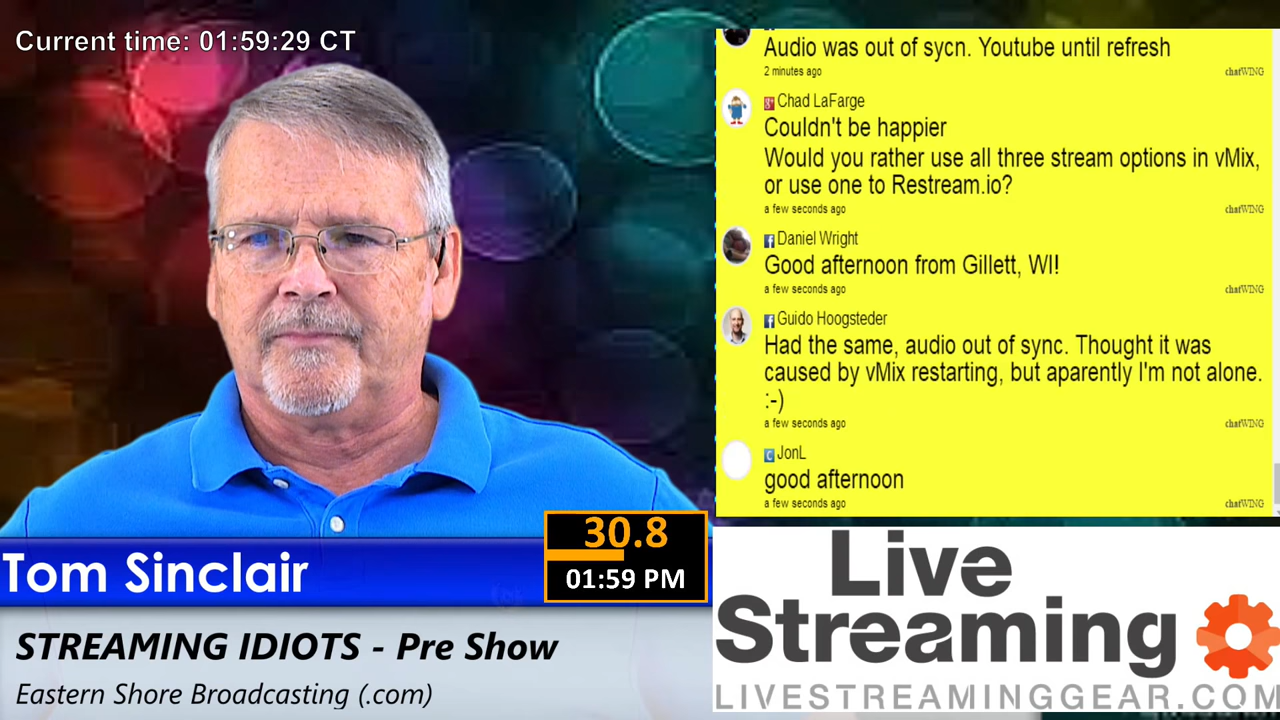 Current time: 01:59:29 CT
Audio was out of sycn. Youtube until refresh
2 minutes ago
chatWING
Chad LaFarge
Couldn't be happier
Would you rather use all three stream options in vMix,
or use one to Restream.io?
a few seconds ago
chatWING
Daniel Wright
Good afternoon from Gillett, WI!
a few seconds ago
chatWING
Guido Hoogsteder
Had the same, audio out of sync. Thought it was
caused by vMix restarting, but aparently I'm not alone.
:-)
a few seconds ago
chatWING
JonL
good afternoon
a few seconds ago
chatWING
30.8
01:59 PM
Tom Sinclair
STREAMING IDIOTS - Pre Show
Eastern Shore Broadcasting (.com)
Live
Streaming
LIVESTREAMINGGEAR.COM